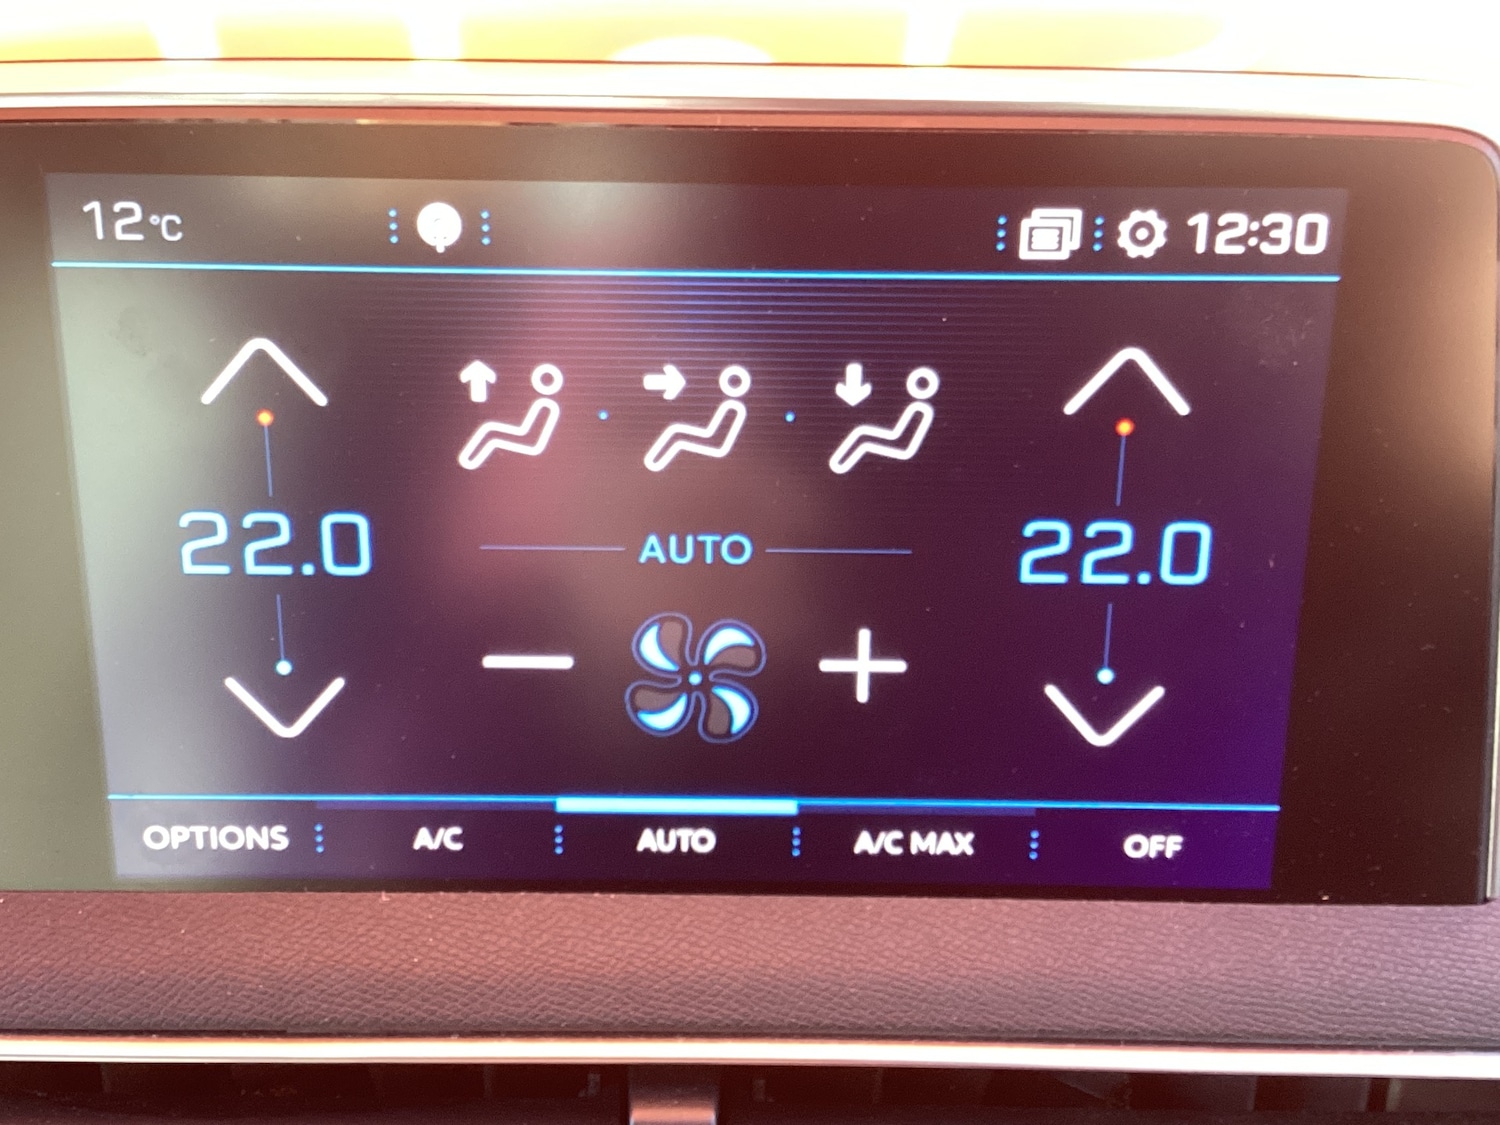 12°C 12:30
22.0 AUTO 22.0
OPTIONS A/C AUTO A/C MAX OFF